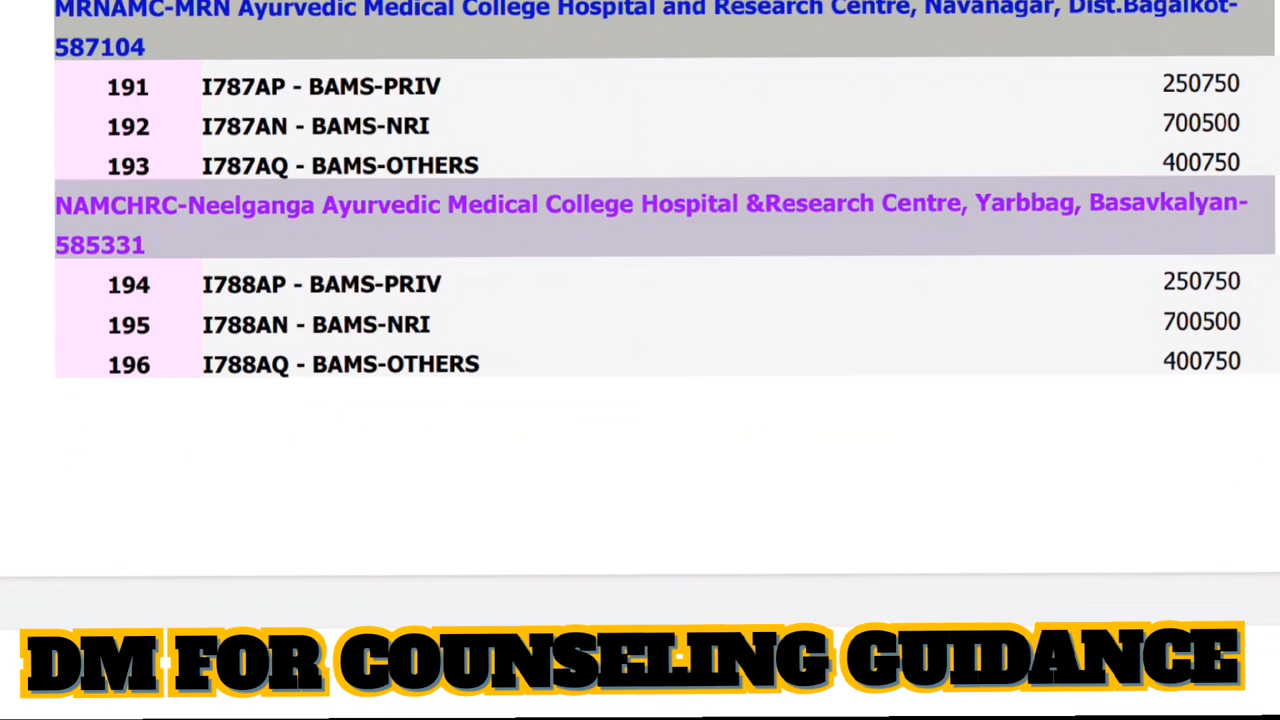 MRNAMC-MRN Ayurvedic Medical College Hospital and Research Centre, Navanagar, Dist.Bagalkot-
587104
191 I787AP - BAMS-PRIV 250750
192 I787AN - BAMS-NRI 700500
193 I787AQ - BAMS-OTHERS 400750
NAMCHRC-Neelganga Ayurvedic Medical College Hospital &Research Centre, Yarbbag, Basavkalyan-
585331
194 I788AP - BAMS-PRIV 250750
195 I788AN - BAMS-NRI 700500
196 I788AQ - BAMS-OTHERS 400750
DM FOR COUNSELING GUIDANCE